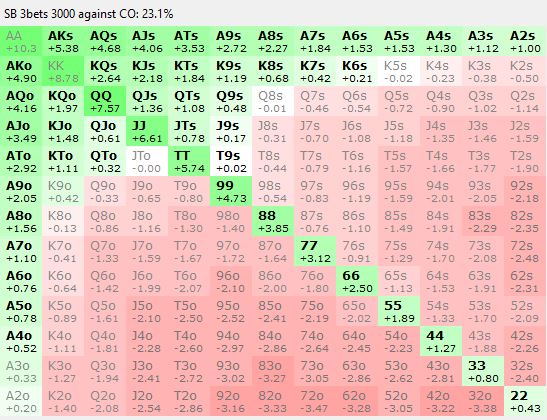 SB 3bets 3000 against CO: 23.1%
AA AKs AQs AJs ATs A9s A8s A7s A6s A5s A4s A3s A2s
+10.3 +5.38 +4.68 +4.06 +3.53 +2.72 +2.27 +1.84 +1.53 +1.53 +1.30 +1.12 +1.00
AKo KK KQs KJs KTs K9s K8s K7s K6s K5s K4s K3s K2s
+4.90 +8.78 +2.64 +2.18 +1.84 +1.19 +0.68 +0.42 +0.21 -0.02 -0.23 -0.38 -0.50
AQo KQo QQ QJs QTs Q9s Q8s Q7s Q6s Q5s Q4s Q3s Q2s
+4.16 +1.97 +7.57 +1.36 +1.08 +0.48 -0.01 -0.46 -0.54 -0.72 -0.90 -1.02 -1.14
AJo KJo QJo JJ JTs J9s J8s J7s J6s J5s J4s J3s J2s
+3.49 +1.48 +0.61 +6.61 +0.78 +0.17 -0.31 -0.70 -1.08 -1.18 -1.35 -1.46 -1.59
ATo KTo QTo JTo TT T9s T8s T7s T6s T5s T4s T3s T2s
+2.92 +1.11 +0.32 -0.00 +5.74 +0.02 -0.44 -0.79 -1.16 -1.57 -1.66 -1.77 -1.90
A9o K9o Q9o J9o T9o 99 98s 97s 96s 95s 94s 93s 92s
+2.05 +0.42 -0.33 -0.65 -0.80 +4.73 -0.54 -0.83 -1.19 -1.59 -2.01 -2.05 -2.18
A8o K8o Q8o J8o T8o 98o 88 87s 86s 85s 84s 83s 82s
+1.56 -0.13 -0.86 -1.16 -1.30 -1.40 +3.85 -0.76 -1.10 -1.49 -1.91 -2.29 -2.35
A7o K7o Q7o J7o T7o 97o 87o 77 76s 75s 74s 73s 72s
+1.10 -0.41 -1.33 -1.59 -1.67 -1.72 -1.64 +3.12 -0.91 -1.29 -1.70 -2.08 -2.48
A6o K6o Q6o J6o T6o 96o 86o 76o 66 65s 64s 63s 62s
+0.76 -0.64 -1.42 -1.99 -2.07 -2.10 -2.00 -1.80 +2.50 -1.13 -1.53 -1.91 -2.31
A5o K5o Q5o J5o T5o 95o 85o 75o 65o 55 54s 53s 52s
+0.78 -0.89 -1.61 -2.10 -2.50 -2.52 -2.41 -2.19 -2.02 +1.89 -1.33 -1.70 -2.09
A4o K4o Q4o J4o T4o 94o 84o 74o 64o 54o 44 43s 42s
+0.52 -1.11 -1.81 -2.28 -2.60 -2.97 -2.86 -2.64 -2.45 -2.23 +1.27 -1.88 -2.26
A3o K3o Q3o J3o T3o 93o 83o 73o 63o 53o 43o 33 32s
+0.33 -1.27 -1.94 -2.41 -2.72 -3.02 -3.27 -3.05 -2.86 -2.62 -2.81 +0.80 -2.40
A2o K2o Q2o J2o T2o 92o 82o 72o 62o 52o 42o 32o 22
+0.20 -1.40 -2.08 -2.54 -2.86 -3.16 -3.33 -3.47 -3.28 -3.05 -3.22 -3.38 +0.43